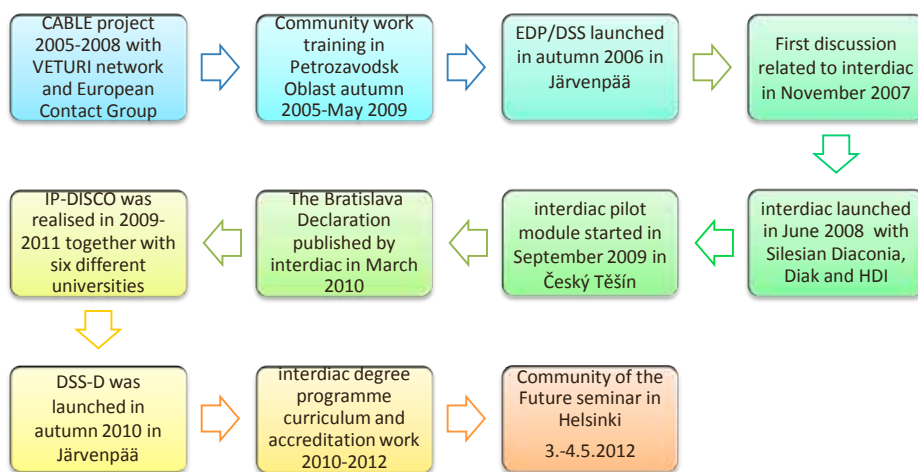 CABLE project
2005-2008 with
VETURI network
and European
Contact Group
Community work
training in
Petrozavodsk
Oblast autumn
2005-May 2009
EDP/DSS launched
in autumn 2006 in
Järvenpää
First discussion
related to interdiac
in November 2007
interdiac launched
in June 2008 with
Silesian Diaconia,
Diak and HDI
interdiac pilot
module started in
September 2009 in
Český Těšín
The Bratislava
Declaration
published by
interdiac in March
2010
IP-DISCO was
realised in 2009-
2011 together with
six different
universities
DSS-D was
launched in
autumn 2010 in
Järvenpää
interdiac degree
programme
curriculum and
accreditation work
2010-2012
Community of the
Future seminar in
Helsinki
3.-4.5.2012